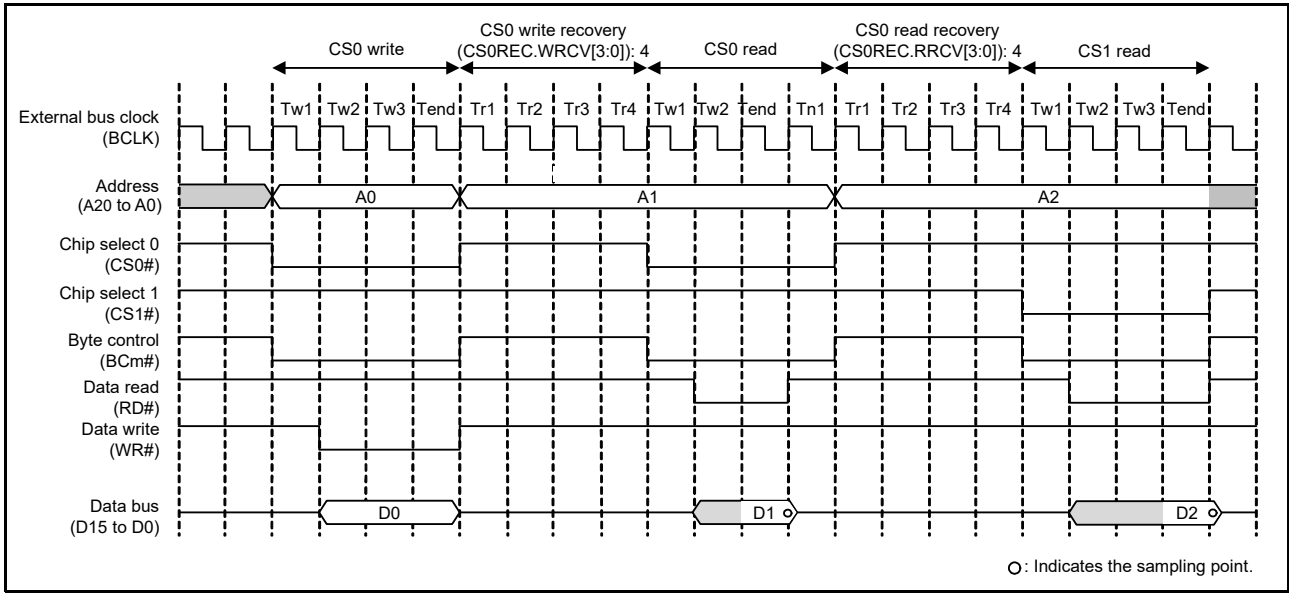 CS0 write
CS0 write recovery
(CS0REC.WRCV[3:0]): 4
CS0 read
CS0 read recovery
(CS0REC.RRCV[3:0]): 4
CS1 read
Tw1 Tw2 Tw3 Tend Tr1 Tr2 Tr3 Tr4 Tw1 Tw2 Tend Tn1 Tr1 Tr2 Tr3 Tr4 Tw1 Tw2 Tw3 Tend
External bus clock
(BCLK)
Address
(A20 to A0)
A0 A1 A2
Chip select 0
(CS0#)
Chip select 1
(CS1#)
Byte control
(BCm#)
Data read
(RD#)
Data write
(WR#)
Data bus
(D15 to D0)
D0 D1 D2
: Indicates the sampling point.